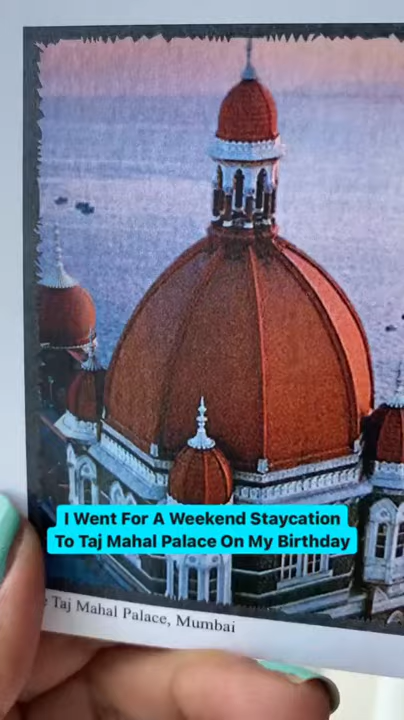 I Went For A Weekend Staycation
To Taj Mahal Palace On My Birthday
Taj Mahal Palace, Mumbai